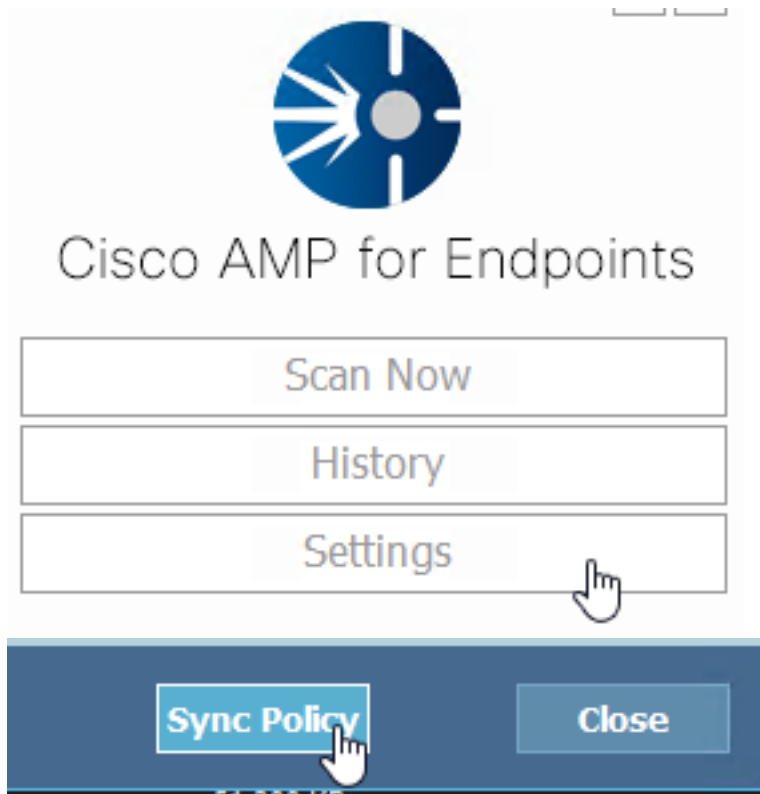 Cisco AMP for Endpoints
Scan Now
History
Settings
Sync Policy
Close